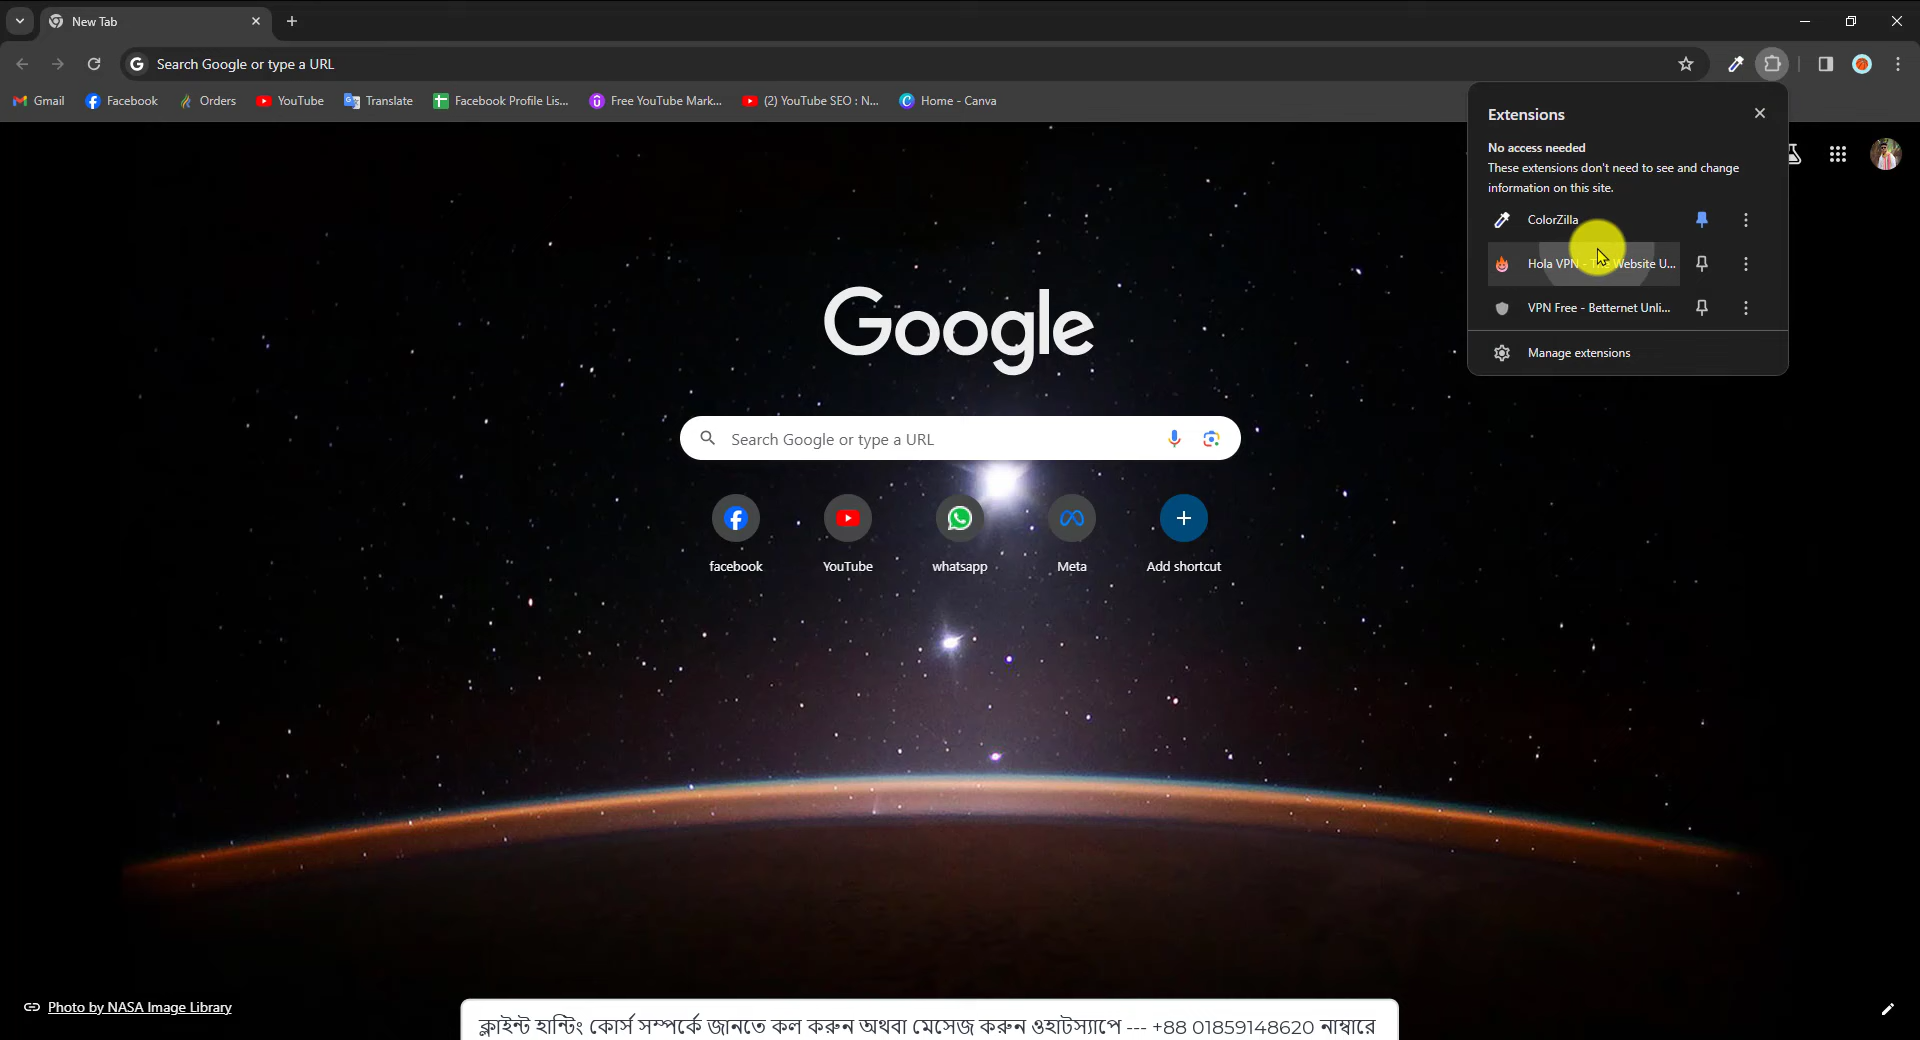 New Tab
Search Google or type a URL
Gmail
Facebook
Orders
YouTube
Translate
Facebook Profile Lis...
Free YouTube Mark...
(2) YouTube SEO : N...
Home - Canva
Extensions
No access needed
These extensions don't need to see and change
information on this site.
ColorZilla
Hola VPN - The Website U...
VPN Free - Betternet Unli...
Manage extensions
Google
Search Google or type a URL
facebook
YouTube
whatsapp
Meta
Add shortcut
Photo by NASA Image Library
ক্লাইন্ট হান্টিং কোর্স সম্পর্কে জানতে কল করুন অথবা মেসেজ করুন ওহাটস্যাপে --- +88 01859148620 নাম্বারে